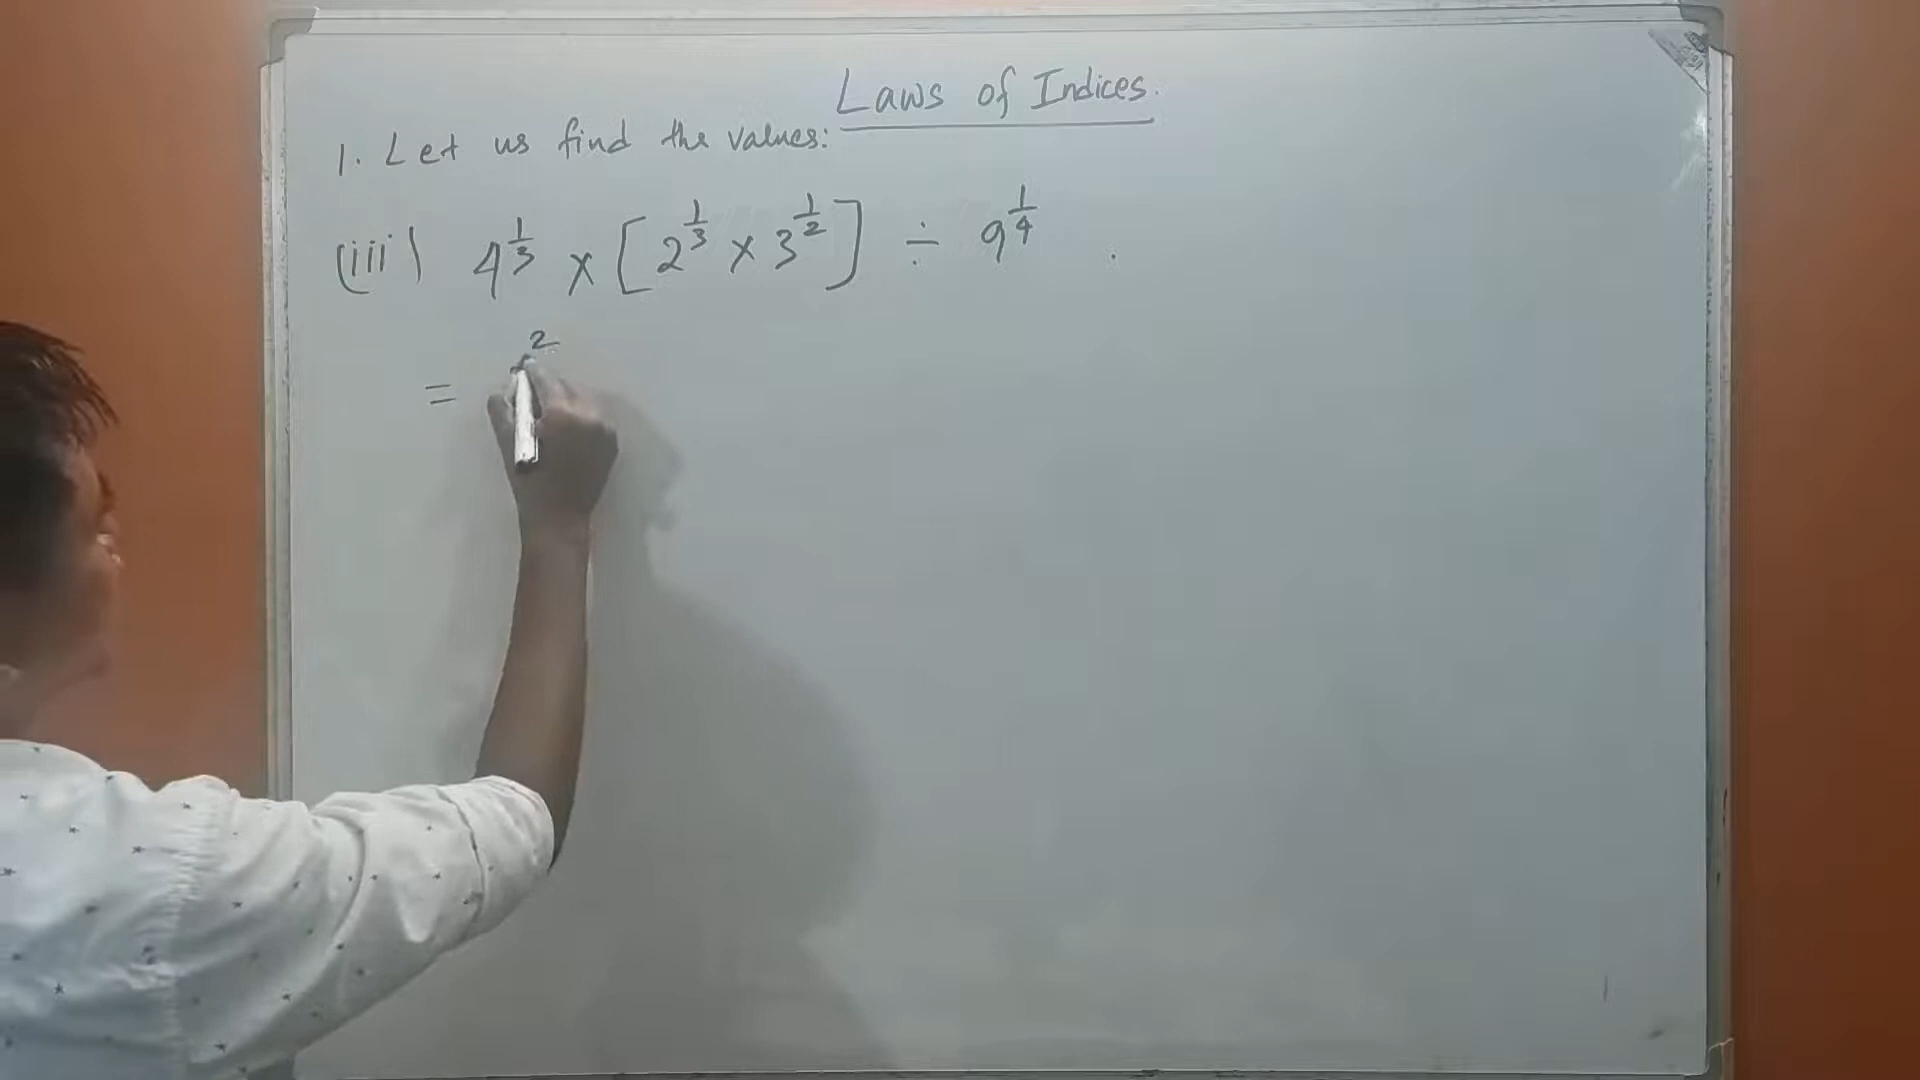 Laws of Indices.
1. Let us find the values:
(iii) 4^{1/3} × [2^{1/3} × 3^{1/2}] ÷ 9^{1/4} .
= 2